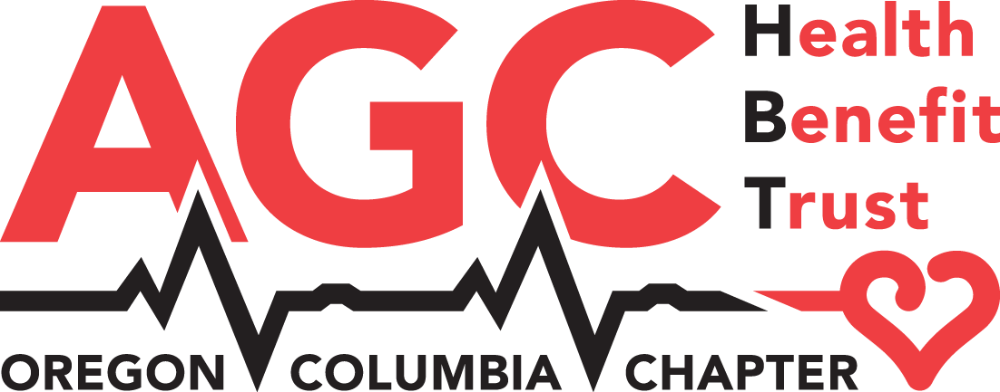 AGC
Health
Benefit
Trust
OREGON COLUMBIA CHAPTER